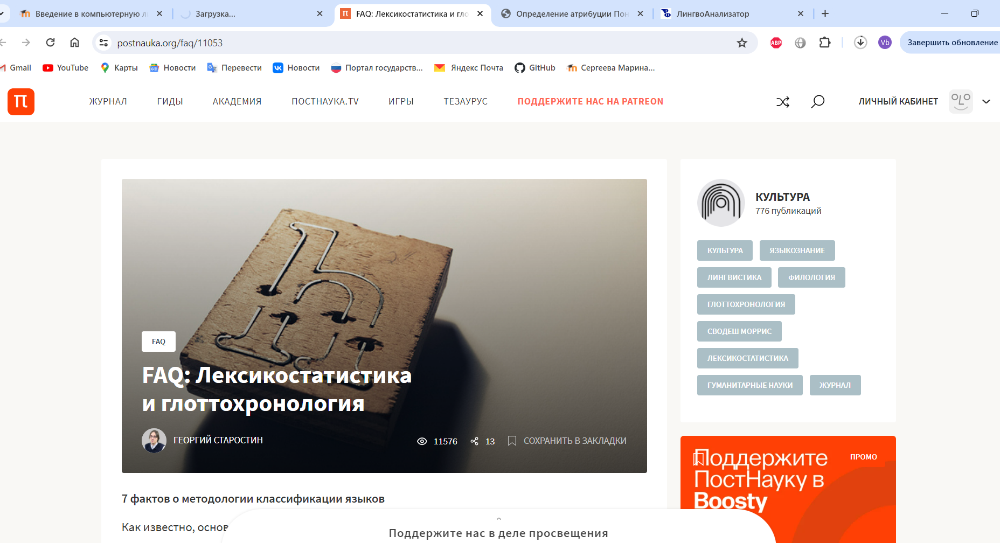 Введение в компьютерную л
Загрузка...
FAQ: Лексикостатистика и гло
Определение атрибуции Пон
ЛингвоАнализатор
postnauka.org/faq/11053
ABP
Vb
Завершить обновление
Gmail
YouTube
Карты
Новости
Перевести
Новости
Портал государств...
Яндекс Почта
GitHub
Сергеева Марина...
π
ЖУРНАЛ
ГИДЫ
АКАДЕМИЯ
ПОСТНАУКА.TV
ИГРЫ
ТЕЗАУРУС
ПОДДЕРЖИТЕ НАС НА PATREON
ЛИЧНЫЙ КАБИНЕТ
FAQ
FAQ: Лексикостатистика
и глоттохронология
ГЕОРГИЙ СТАРОСТИН
11576
13
СОХРАНИТЬ В ЗАКЛАДКИ
7 фактов о методологии классификации языков
Как известно, основ
КУЛЬТУРА
776 публикаций
КУЛЬТУРА
ЯЗЫКОЗНАНИЕ
ЛИНГВИСТИКА
ФИЛОЛОГИЯ
ГЛОТТОХРОНОЛОГИЯ
СВОДЕШ МОРРИС
ЛЕКСИКОСТАТИСТИКА
ГУМАНИТАРНЫЕ НАУКИ
ЖУРНАЛ
ПРОМО
Поддержите
ПостНауку в
Boosty
Поддержите нас в деле просвещения